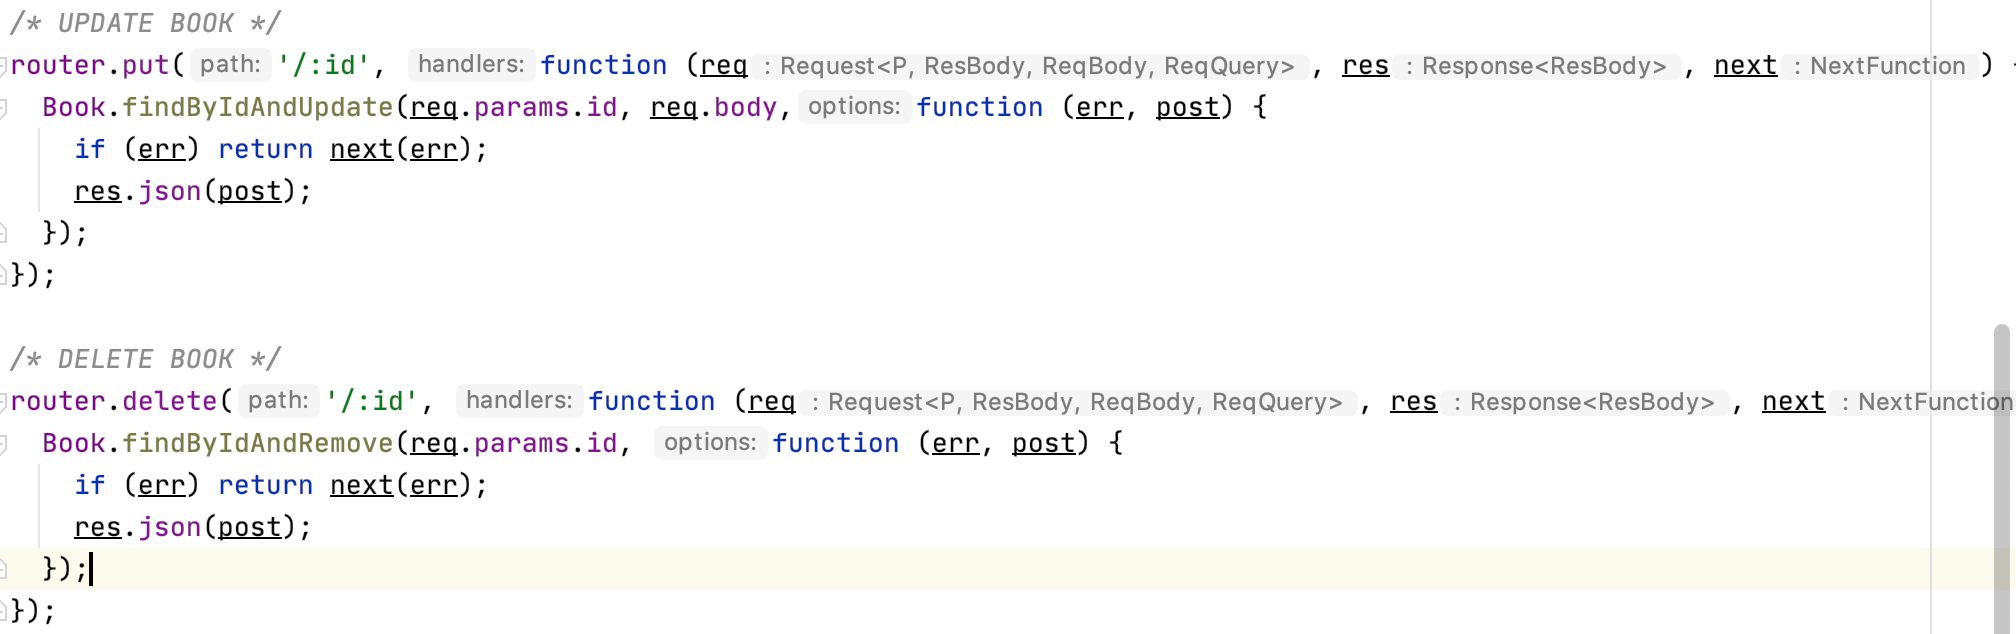 /* UPDATE BOOK */
router.put( path: '/:id', handlers: function (req : Request<P, ResBody, ReqBody, ReqQuery> , res : Response<ResBody> , next : NextFunction )
Book.findByIdAndUpdate(req.params.id, req.body, options: function (err, post) {
if (err) return next(err);
res.json(post);
});
});
/* DELETE BOOK */
router.delete( path: '/:id', handlers: function (req : Request<P, ResBody, ReqBody, ReqQuery> , res : Response<ResBody> , next : NextFunction
Book.findByIdAndRemove(req.params.id, options: function (err, post) {
if (err) return next(err);
res.json(post);
});
});